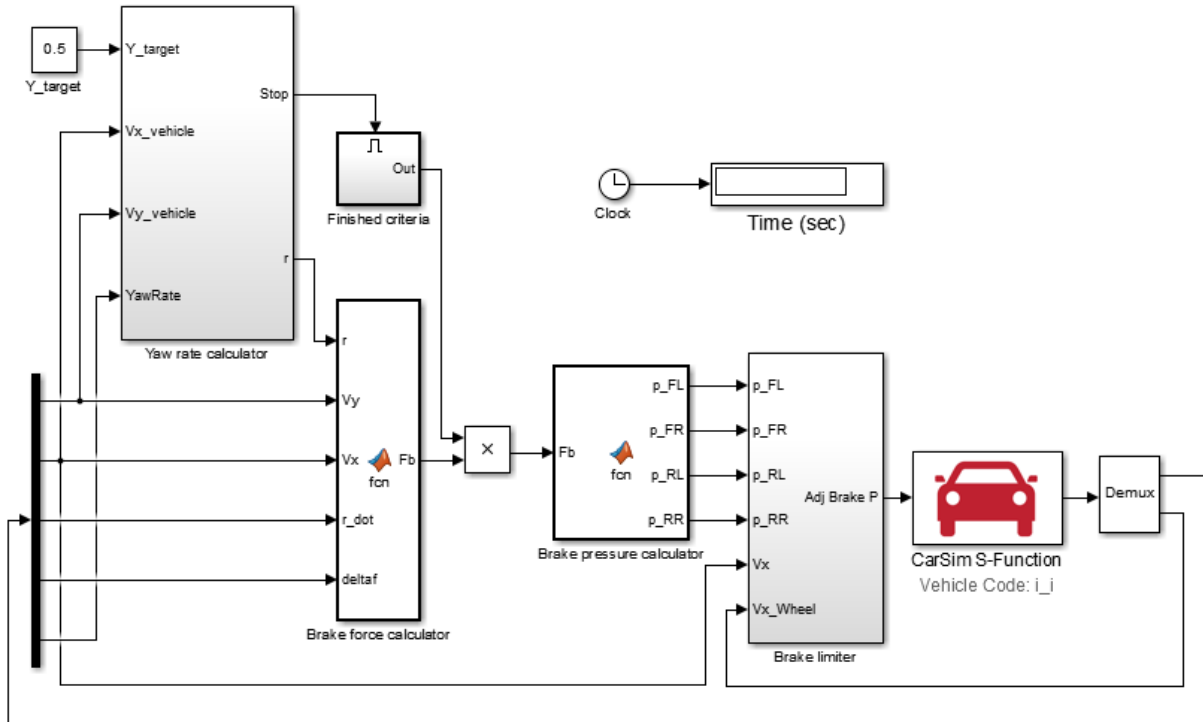 0.5
Y_target
Y_target
Vx_vehicle
Vy_vehicle
YawRate
Stop
r
Yaw rate calculator
Out
Finished criteria
Clock
Time (sec)
r
Vy
Vx
r_dot
deltaf
fcn
Fb
Brake force calculator
×
Fb
fcn
p_FL
p_FR
p_RL
p_RR
Brake pressure calculator
p_FL
p_FR
p_RL
p_RR
Vx
Vx_Wheel
Adj Brake P
Brake limiter
CarSim S-Function
Vehicle Code: i_i
Demux